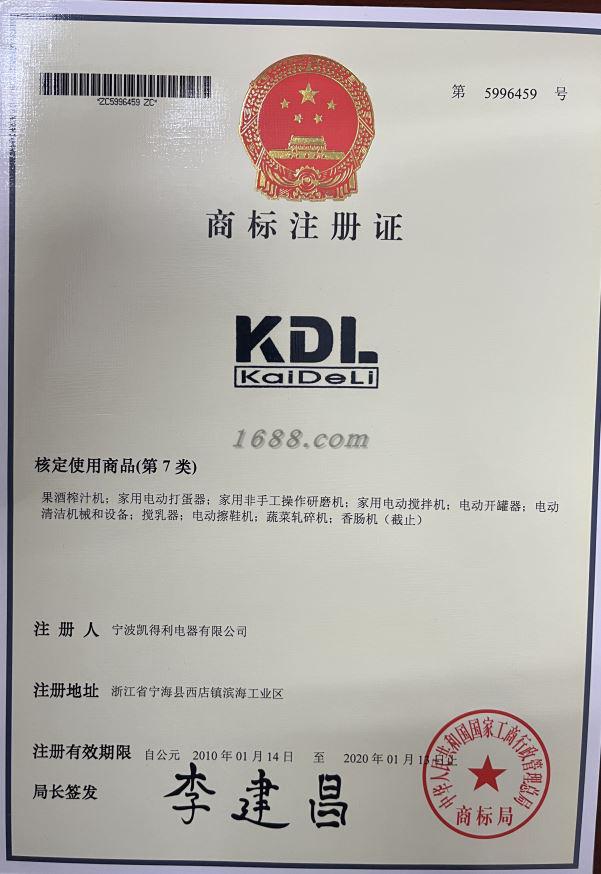 *ZC5996459 ZC*
第 5996459 号
商标注册证
KDL
KaiDeLi
1688.com
核定使用商品(第 7 类)
果酒榨汁机；家用电动打蛋器；家用非手工操作研磨机；家用电动搅拌机；电动开罐器；电动
清洁机械和设备；搅乳器；电动擦鞋机；蔬菜轧碎机；香肠机（截止）
注 册 人 宁波凯得利电器有限公司
注册地址 浙江省宁海县西店镇滨海工业区
注册有效期限 自公元 2010 年 01 月 14 日 至 2020 年 01 月 13 日止
局长签发 李建昌
中华人民共和国国家工商行政管理总局
商标局